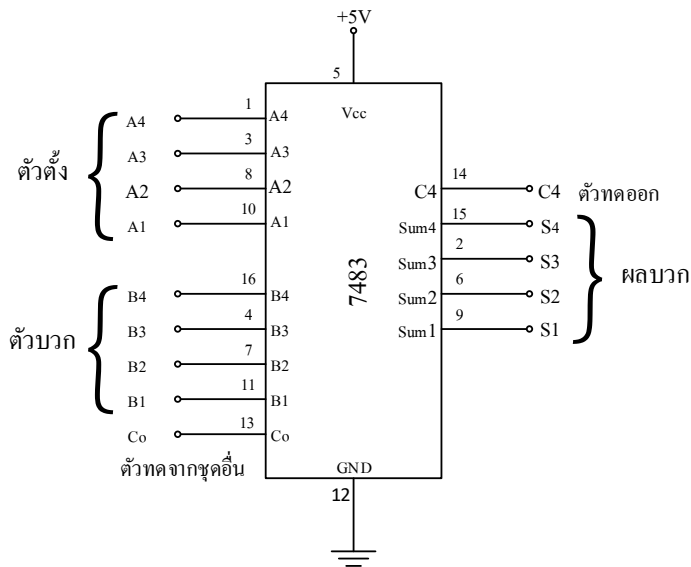 +5V
5
Vcc
A4 1 A4
A3 3 A3
ตัวตั้ง
A2 8 A2
A1 10 A1
C4 14 C4 ตัวทดออก
Sum4 15 S4
Sum3 2 S3
ผลบวก
Sum2 6 S2
Sum1 9 S1
7483
B4 16 B4
B3 4 B3
ตัวบวก
B2 7 B2
B1 11 B1
Co 13 Co
ตัวทดจากชุดอื่น
GND
12